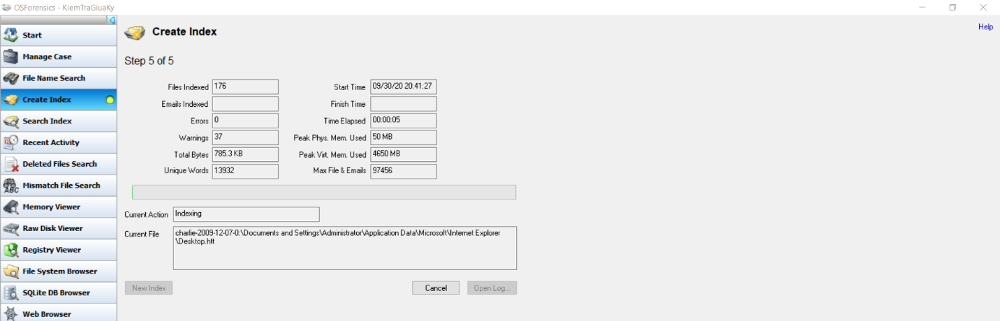 OSForensics - KiemTraGiuaKy
Start
Manage Case
File Name Search
Create Index
Search Index
Recent Activity
Deleted Files Search
Mismatch File Search
Memory Viewer
Raw Disk Viewer
Registry Viewer
File System Browser
SQLite DB Browser
Web Browser
Create Index
Help
Step 5 of 5
Files Indexed 176
Emails Indexed
Errors 0
Warnings 37
Total Bytes 785.3 KB
Unique Words 13932
Start Time 09/30/20 20:41:27
Finish Time
Time Elapsed 00:00:05
Peak Phys. Mem. Used 50 MB
Peak Virt. Mem. Used 4650 MB
Max File & Emails 97456
Current Action Indexing
Current File charlie-2009-12-07-0:\Documents and Settings\Administrator\Application Data\Microsoft\Internet Explorer
\Desktop.htt
New Index
Cancel
Open Log...